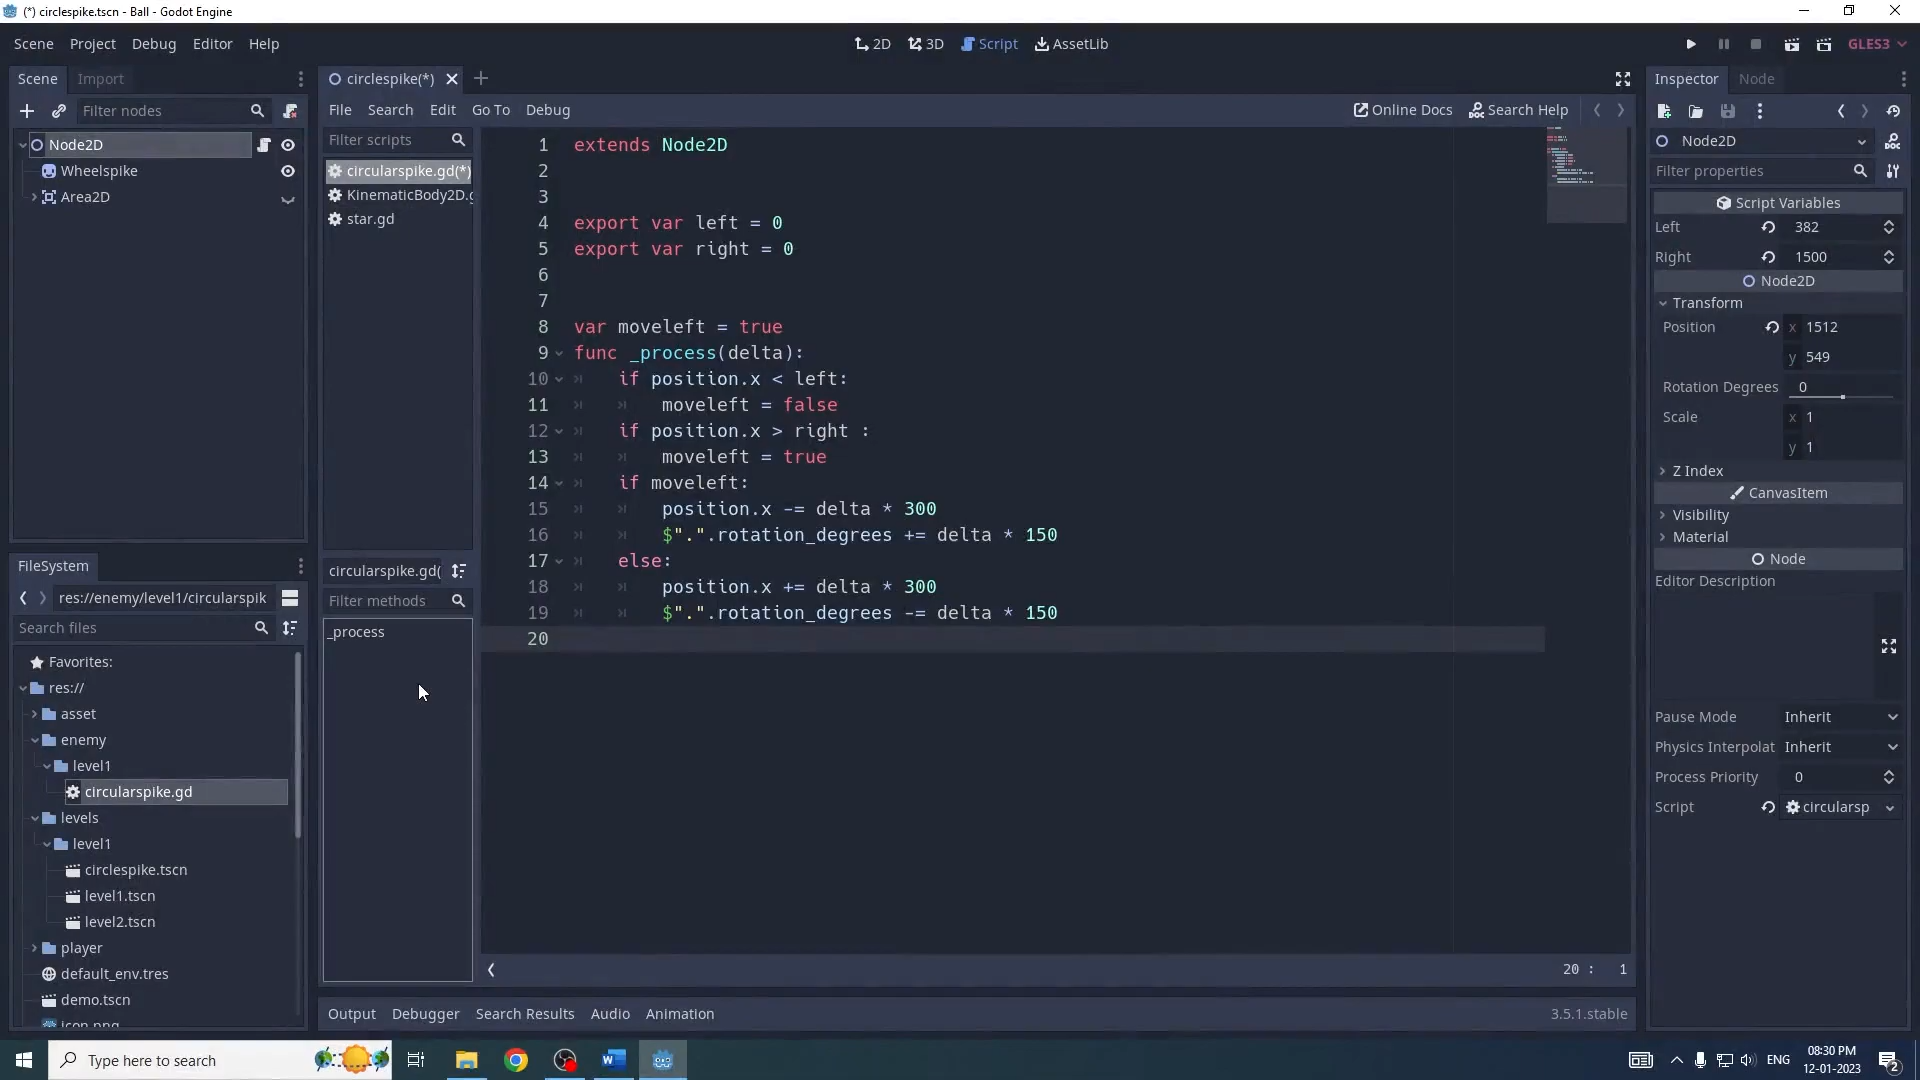 (*) circlespike.tscn - Ball - Godot Engine
Scene Project Debug Editor Help
2D 3D Script AssetLib
GLES3
Scene Import
Filter nodes
Node2D
Wheelspike
Area2D
FileSystem
res://enemy/level1/circularspik
Search files
Favorites:
res://
asset
enemy
level1
circularspike.gd
levels
level1
circlespike.tscn
level1.tscn
level2.tscn
player
default_env.tres
demo.tscn
icon.png
circlespike(*)
File Search Edit Go To Debug
Online Docs Search Help
Filter scripts
circularspike.gd(*)
KinematicBody2D.g
star.gd
circularspike.gd(
Filter methods
_process
1 extends Node2D
2
3
4 export var left = 0
5 export var right = 0
6
7
8 var moveleft = true
9 func _process(delta):
10 if position.x < left:
11 moveleft = false
12 if position.x > right :
13 moveleft = true
14 if moveleft:
15 position.x -= delta * 300
16 $".".rotation_degrees += delta * 150
17 else:
18 position.x += delta * 300
19 $".".rotation_degrees -= delta * 150
20
20 : 1
Output Debugger Search Results Audio Animation
3.5.1.stable
Inspector Node
Node2D
Filter properties
Script Variables
Left 382
Right 1500
Node2D
Transform
Position x 1512
y 549
Rotation Degrees 0
Scale x 1
y 1
Z Index
CanvasItem
Visibility
Material
Node
Editor Description
Pause Mode Inherit
Physics Interpolat Inherit
Process Priority 0
Script circularsp
Type here to search
ENG
08:30 PM
12-01-2023
2